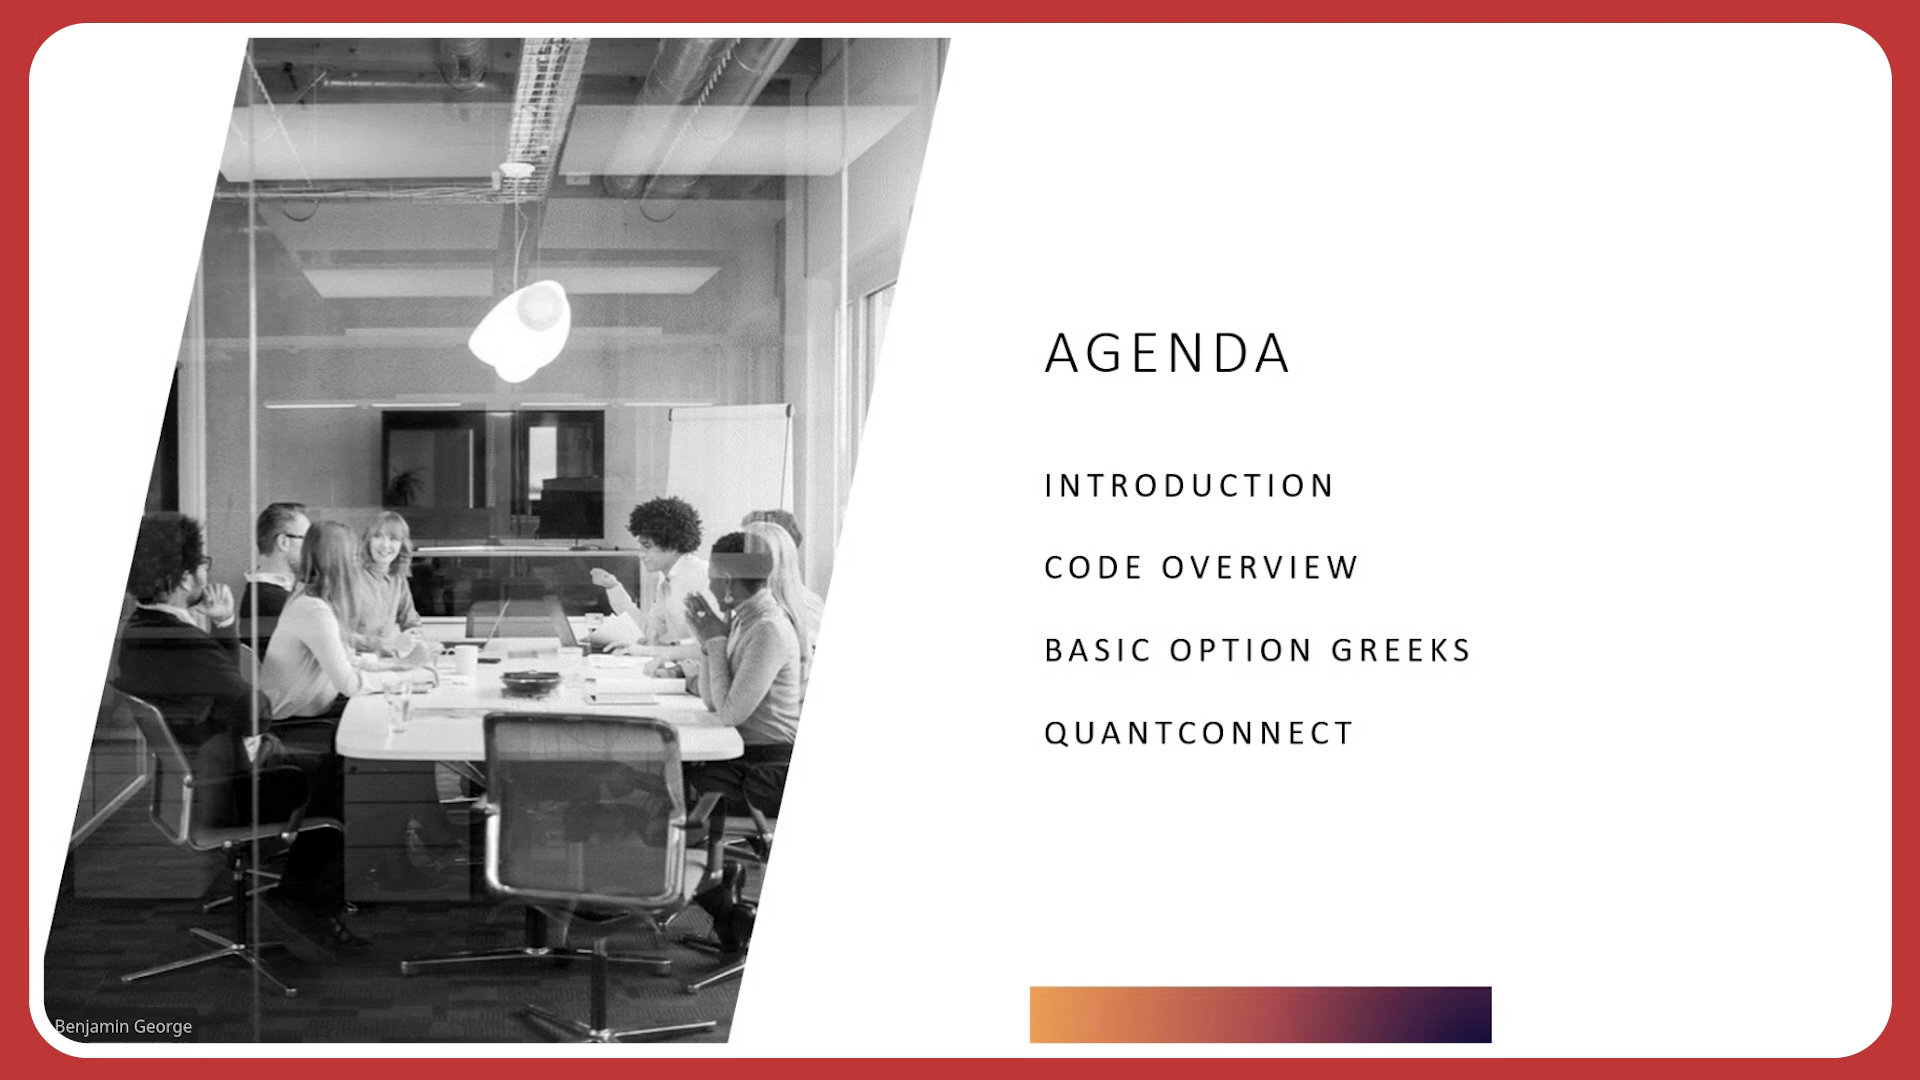 AGENDA
INTRODUCTION
CODE OVERVIEW
BASIC OPTION GREEKS
QUANTCONNECT
Benjamin George